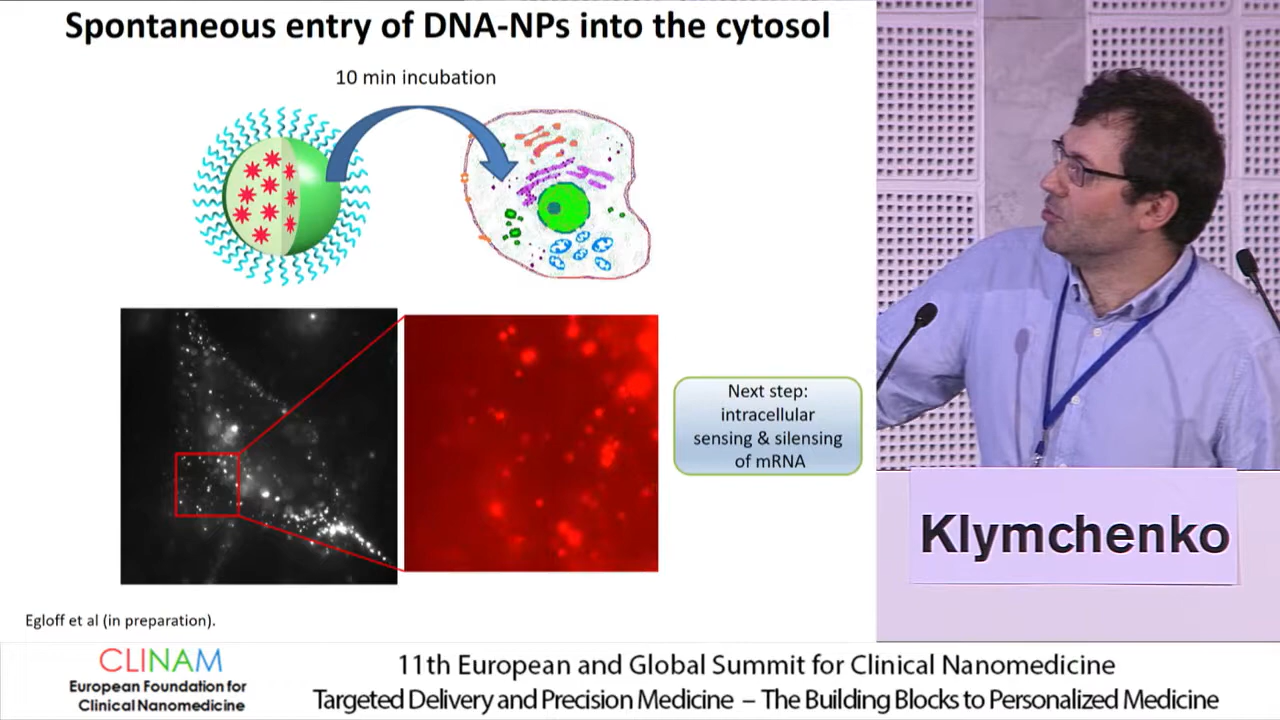 Spontaneous entry of DNA-NPs into the cytosol
10 min incubation
Next step:
intracellular
sensing & silensing
of mRNA
Egloff et al (in preparation).
Klymchenko
CLINAM
European Foundation for
Clinical Nanomedicine
11th European and Global Summit for Clinical Nanomedicine
Targeted Delivery and Precision Medicine – The Building Blocks to Personalized Medicine